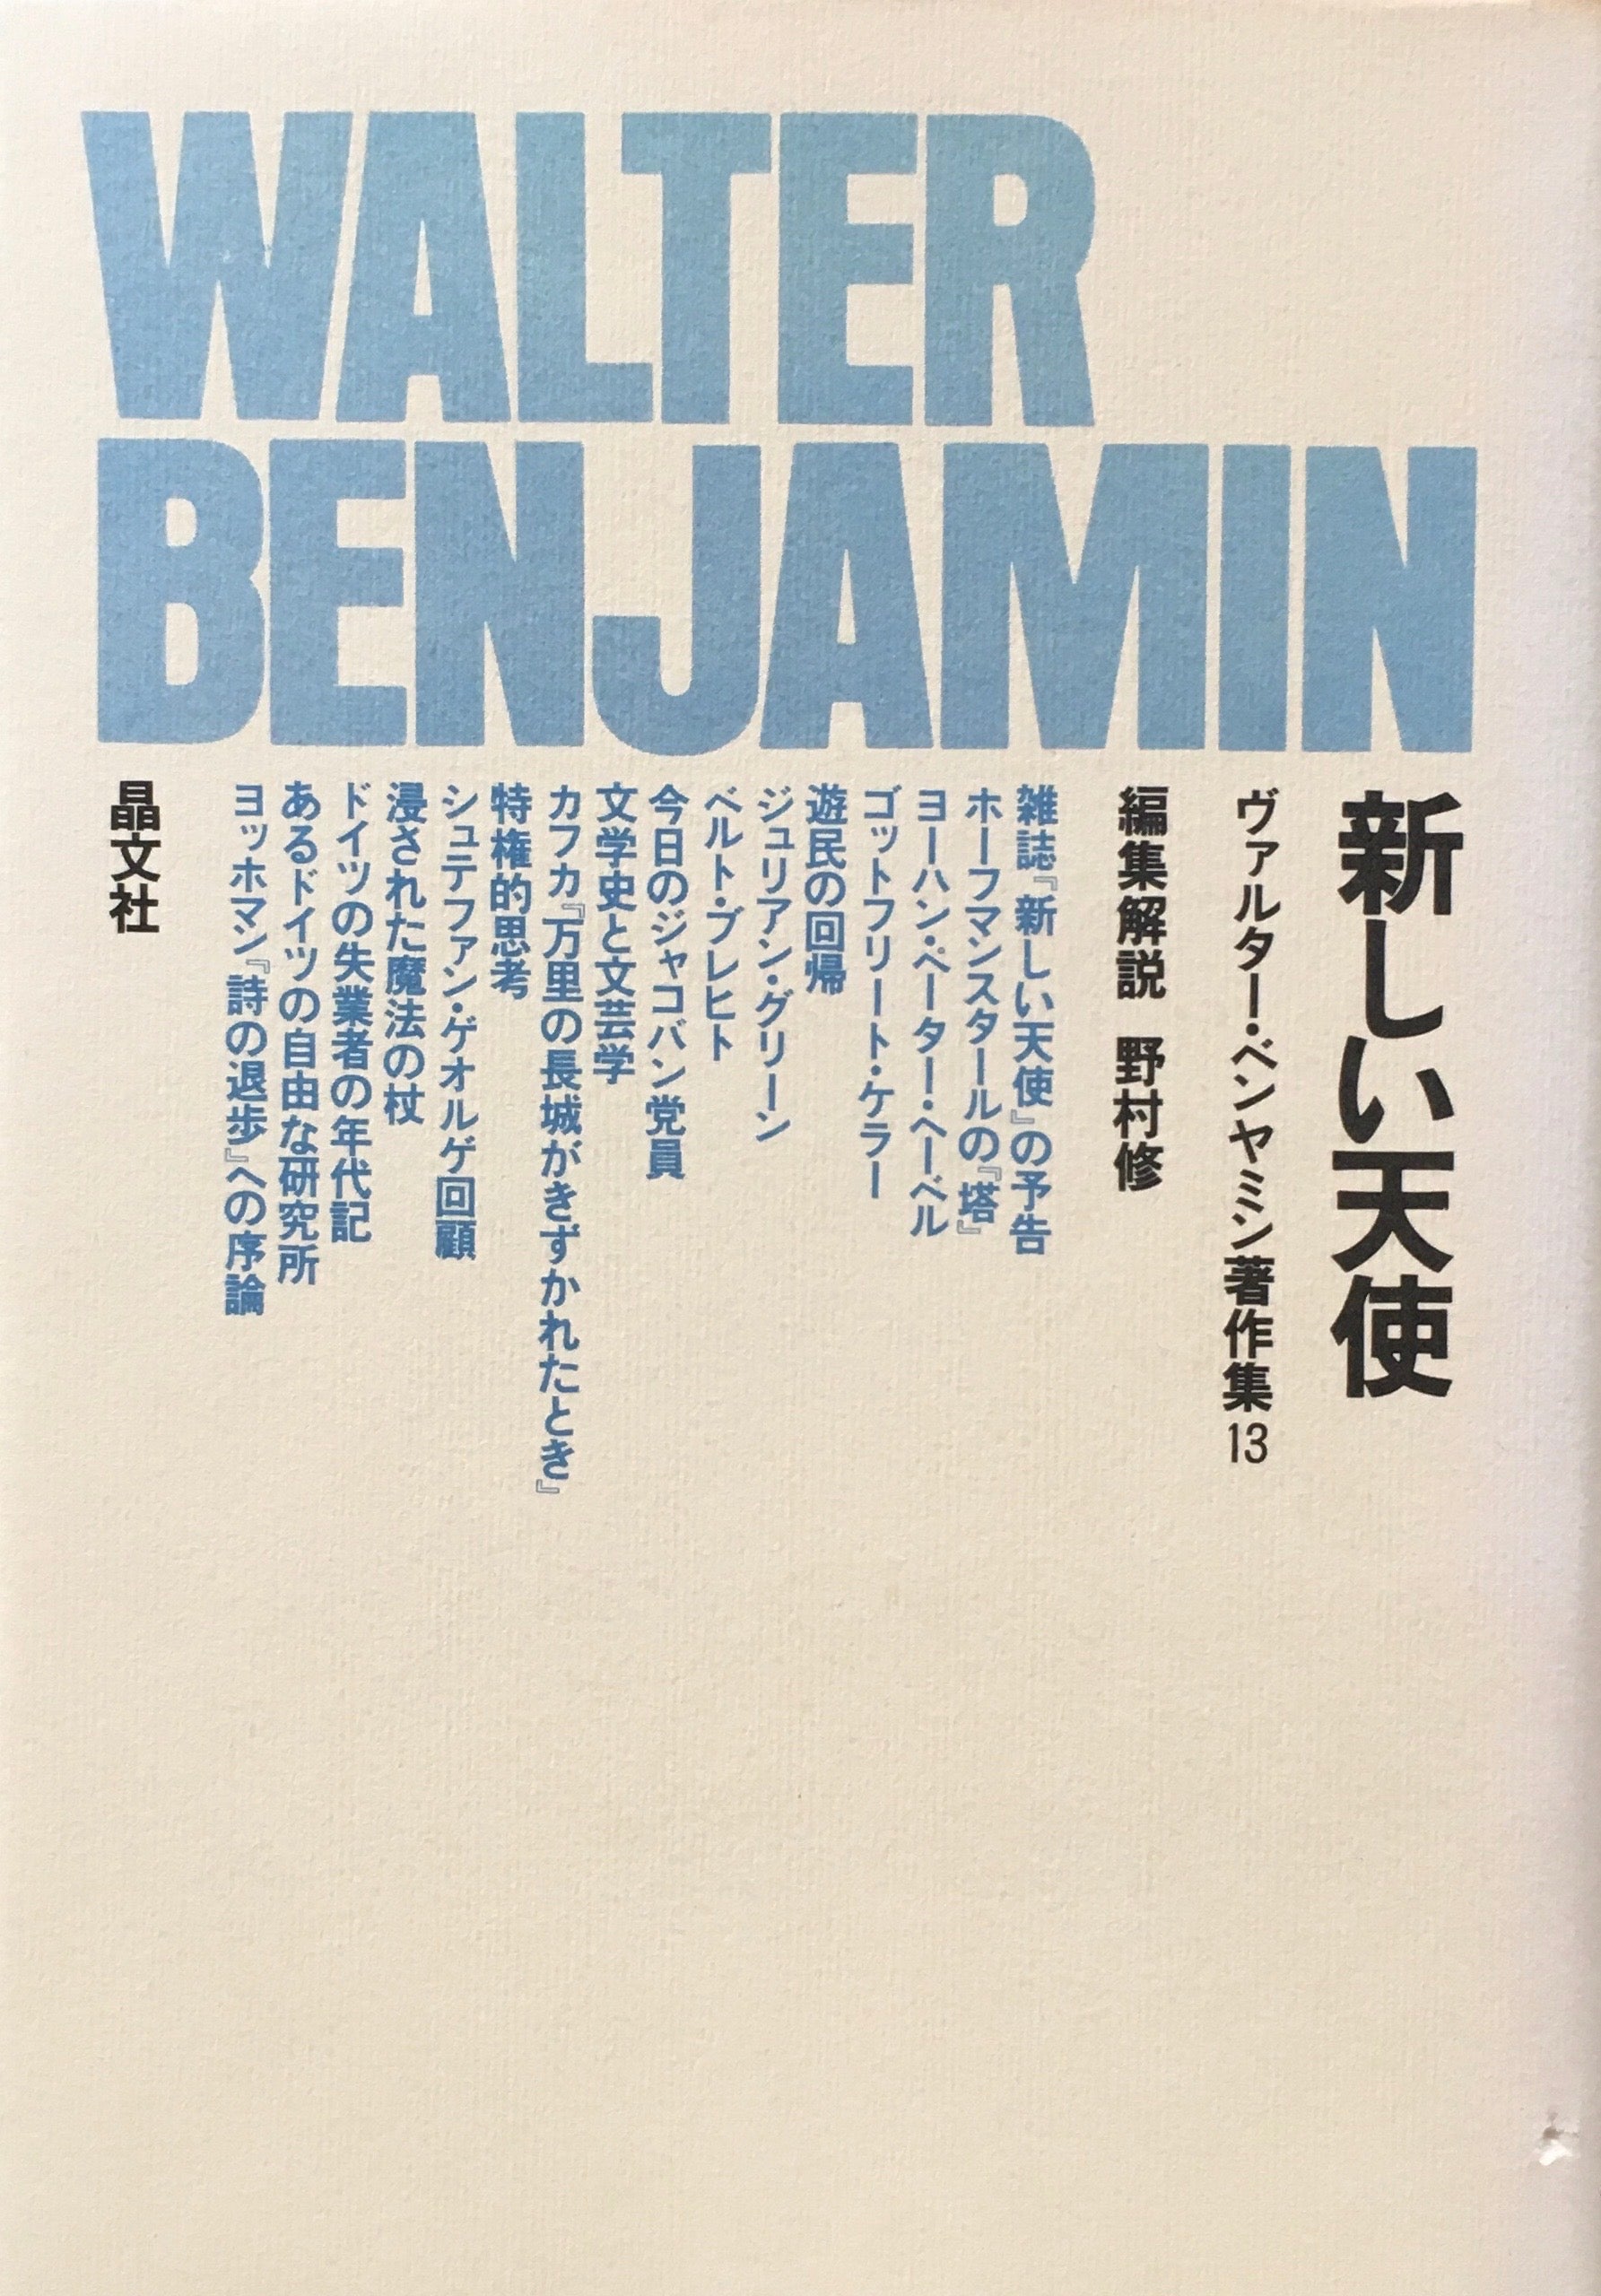 WALTER
BENJAMIN
新しい天使
ヴァルター・ベンヤミン著作集13
編集解説 野村修
雑誌『新しい天使』の予告
ホーフマンスタールの『塔』
ヨーハン・ペーター・ヘーベル
ゴットフリート・ケラー
遊民の回帰
ジュリアン・グリーン
ベルト・ブレヒト
今日のジャコバン党員
文学史と文芸学
カフカ『万里の長城がきずかれたとき』
特権的思考
シュテファン・ゲオルゲ回顧
浸された魔法の杖
ドイツの失業者の年代記
あるドイツの自由な研究所
ヨッホマン『詩の退歩』への序論
晶文社